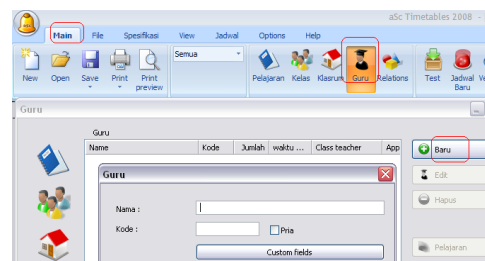 aSc Timetables 2008 -
Main File Spesifikasi View Jadwal Options Help
Semua
New Open Save Print Print preview Pelajaran Kelas Klasrum Guru Relations Test Jadwal Baru
Guru
Guru
Name Kode Jumlah waktu ... Class teacher App
Baru
Guru
Edit
Nama :
Hapus
Kode : Pria
Custom fields
Pelajaran